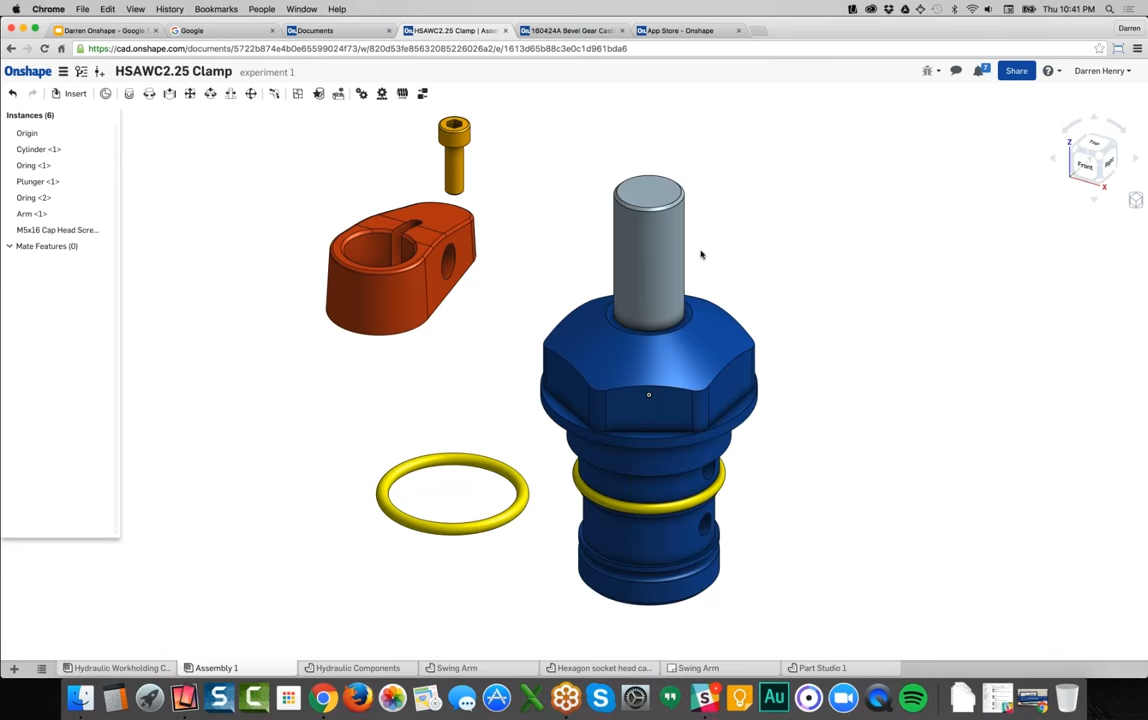 Chrome File Edit View History Bookmarks People Window Help Thu 10:41 PM
Darren Onshape - Google S Google Documents HSAWC2.25 Clamp | Asse 160424A Bevel Gear Cast App Store - Onshape Darren
https://cad.onshape.com/documents/5722b874e4b0e65599024f73/w/820d53fe85632085226026a2/e/1613d65b88c3e0c1d961bda6
Onshape HSAWC2.25 Clamp experiment 1 7 Share Darren Henry
Insert
Instances (6)
Origin
Cylinder <1>
Oring <1>
Plunger <1>
Oring <2>
Arm <1>
M5x16 Cap Head Scre...
Mate Features (0)
Z
Front
X
Hydraulic Workholding C... Assembly 1 Hydraulic Components Swing Arm Hexagon socket head ca... Swing Arm Part Studio 1